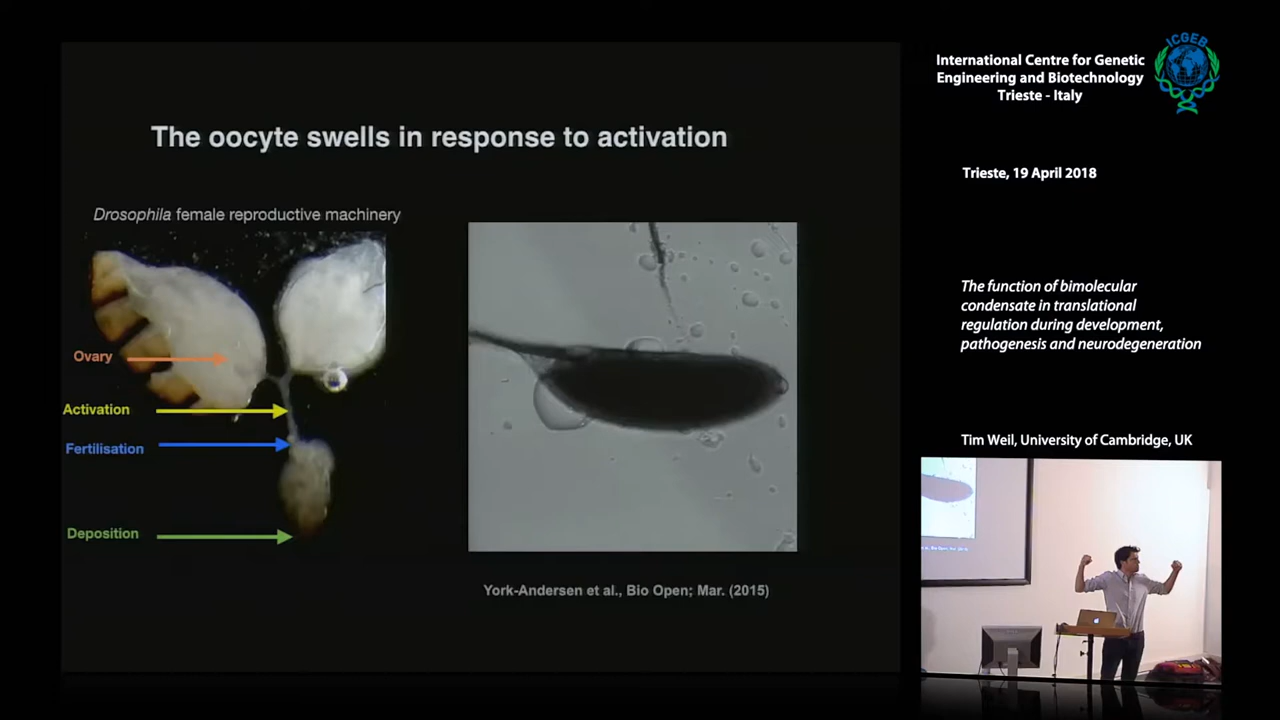 The oocyte swells in response to activation
Drosophila female reproductive machinery
Ovary
Activation
Fertilisation
Deposition
York-Andersen et al., Bio Open; Mar. (2015)
International Centre for Genetic
Engineering and Biotechnology
Trieste - Italy
ICGEB
Trieste, 19 April 2018
The function of bimolecular
condensate in translational
regulation during development,
pathogenesis and neurodegeneration
Tim Weil, University of Cambridge, UK